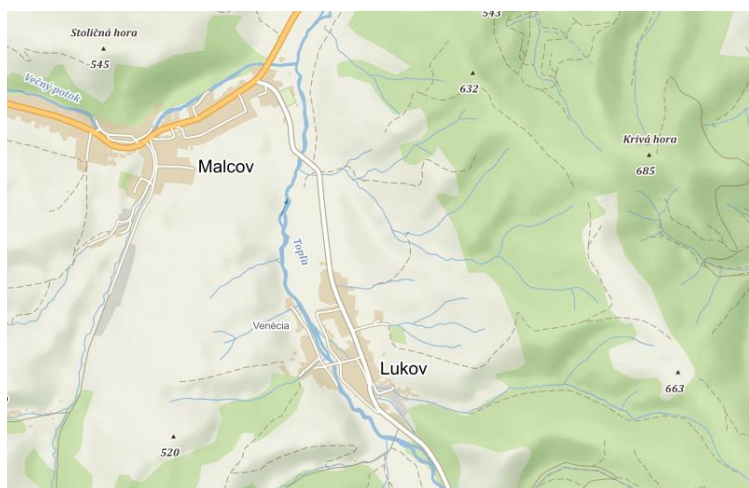 543
Stoličná hora
545
Večný potok
632
Krivá hora
685
Malcov
Topľa
Venécia
Lukov
663
520